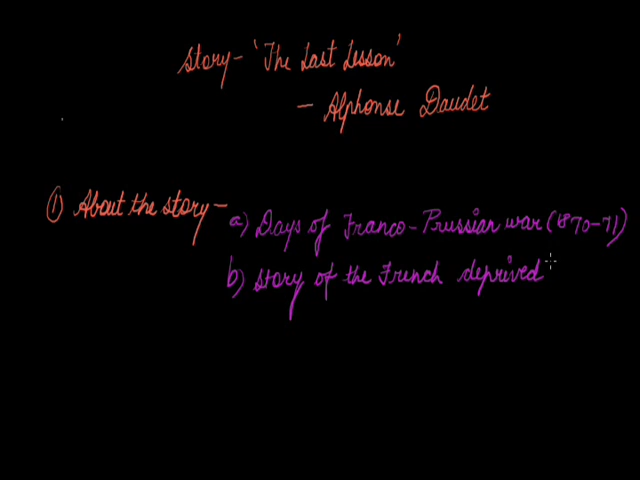 Story- 'The Last Lesson'
- Alphonse Daudet
① About the story-
a) Days of Franco-Prussian war (1870-71)
b) Story of the French deprived